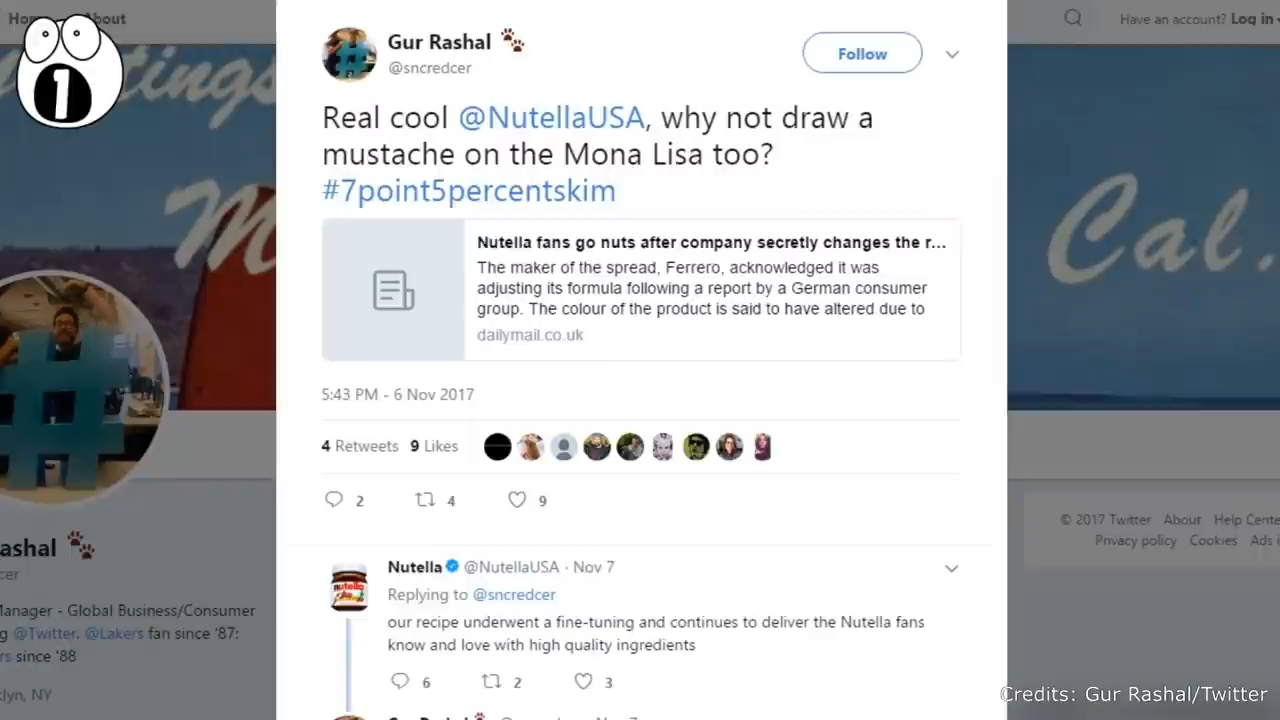 Ho
About
Have an account? Log in
1
Gur Rashal
@sncredcer
Follow
Real cool @NutellaUSA, why not draw a
mustache on the Mona Lisa too?
#7point5percentskim
Nutella fans go nuts after company secretly changes the r...
The maker of the spread, Ferrero, acknowledged it was
adjusting its formula following a report by a German consumer
group. The colour of the product is said to have altered due to
dailymail.co.uk
5:43 PM - 6 Nov 2017
4 Retweets 9 Likes
2 4 9
Nutella @NutellaUSA · Nov 7
Replying to @sncredcer
our recipe underwent a fine-tuning and continues to deliver the Nutella fans
know and love with high quality ingredients
6 2 3
tings
M
Cal.
ashal
cer
Manager - Global Business/Consumer
g @Twitter. @Lakers fan since '87:
rs since '88
klyn, NY
© 2017 Twitter About Help Cente
Privacy policy Cookies Ads i
nutella
Credits: Gur Rashal/Twitter